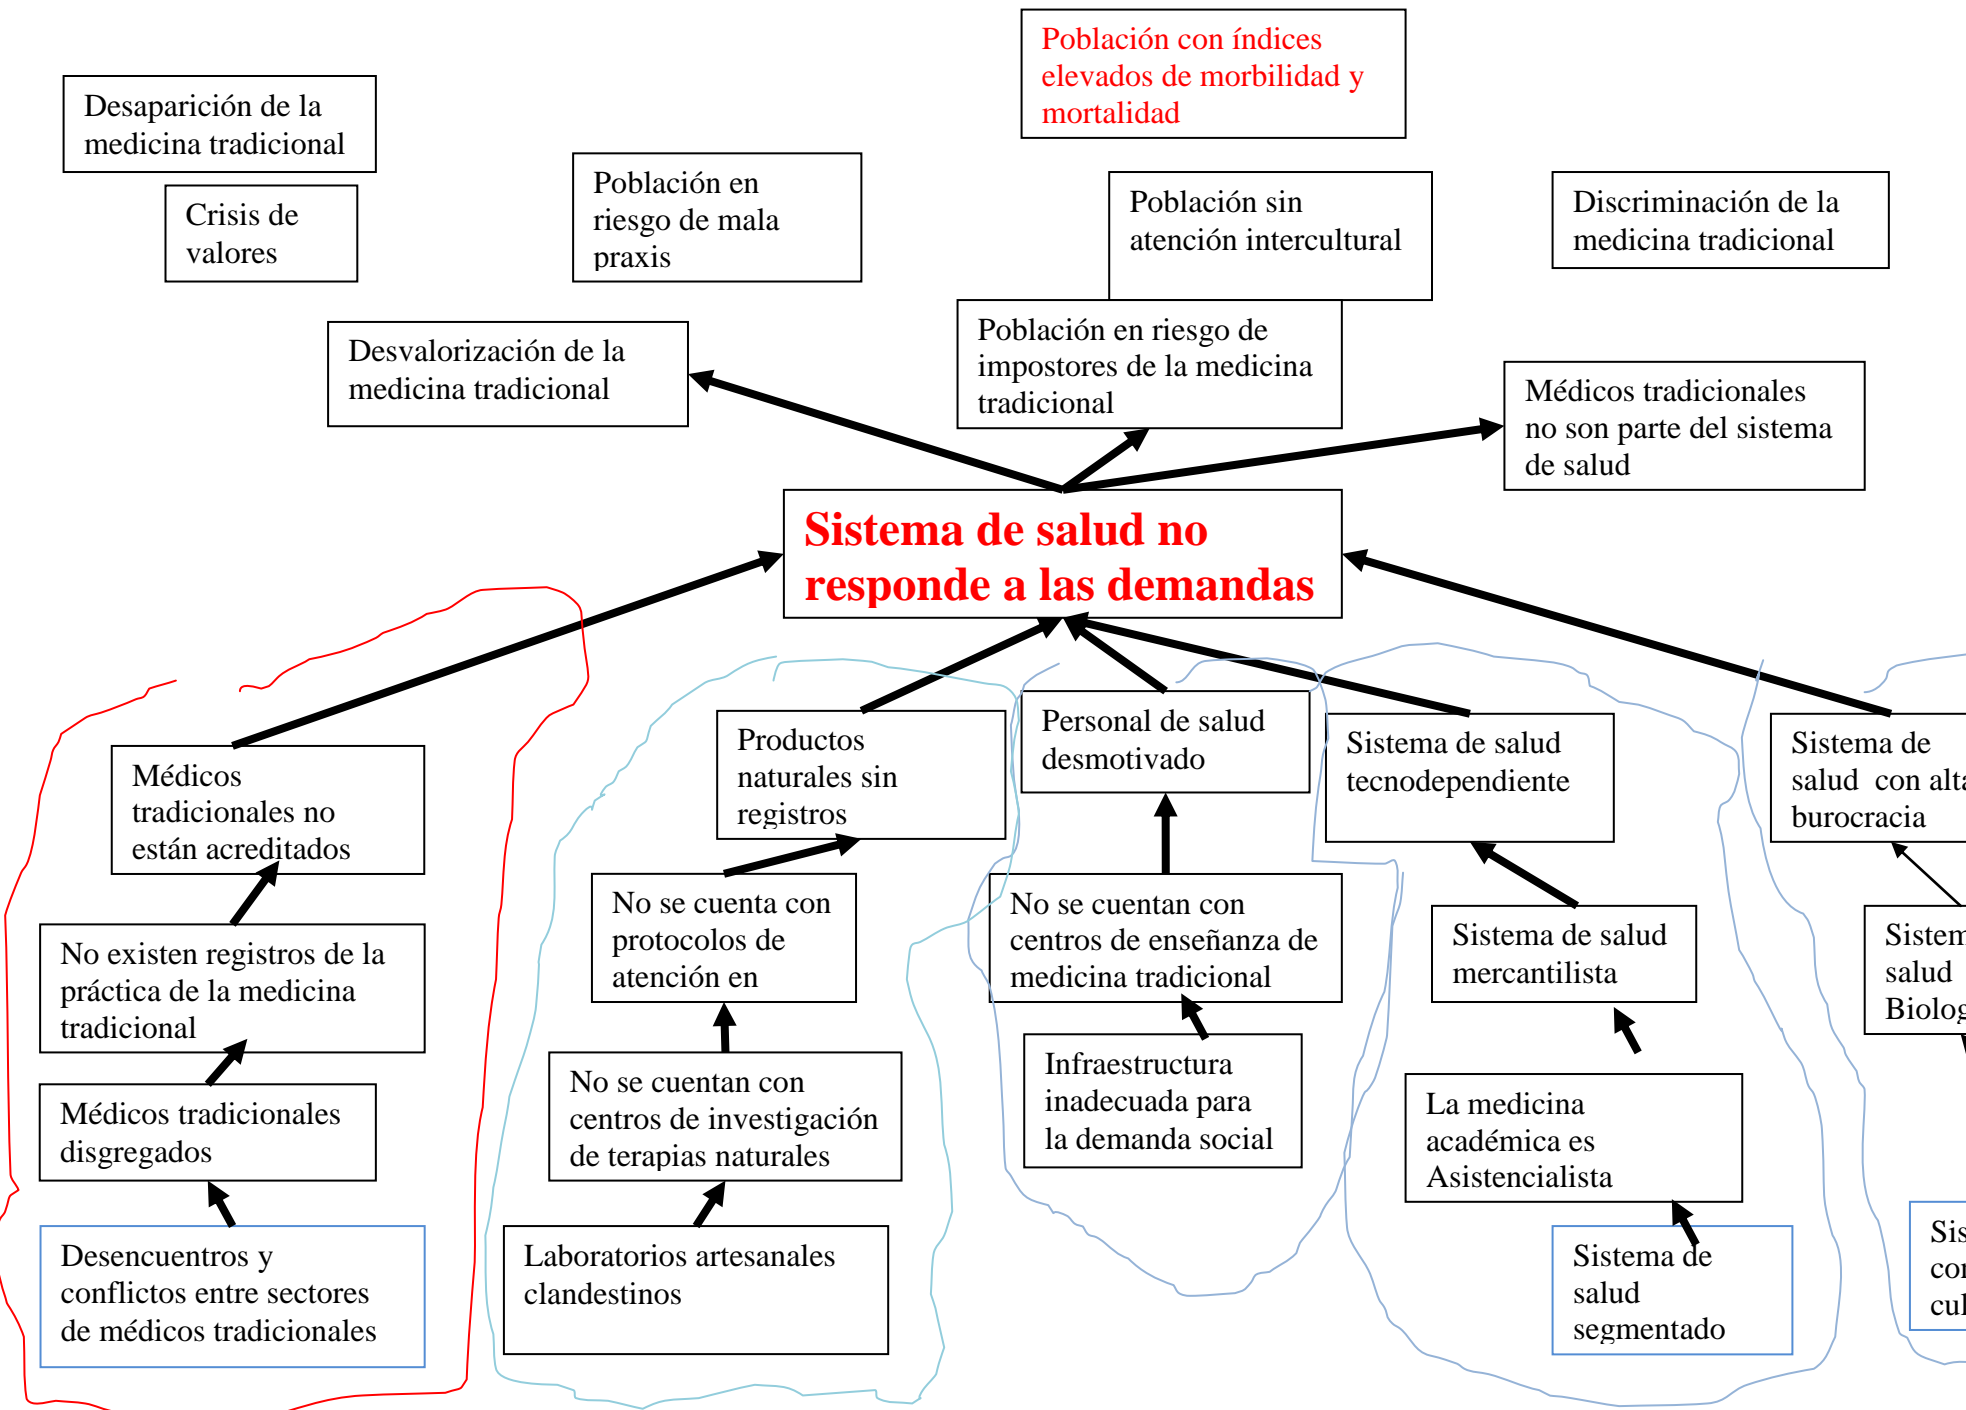 Población con índices
elevados de morbilidad y
mortalidad
Desaparición de la
medicina tradicional
Crisis de
valores
Población en
riesgo de mala
praxis
Población sin
atención intercultural
Discriminación de la
medicina tradicional
Desvalorización de la
medicina tradicional
Población en riesgo de
impostores de la medicina
tradicional
Médicos tradicionales
no son parte del sistema
de salud
Sistema de salud no
responde a las demandas
Médicos
tradicionales no
están acreditados
Productos
naturales sin
registros
Personal de salud
desmotivado
Sistema de salud
tecnodependiente
Sistema de
salud con alta
burocracia
No existen registros de la
práctica de la medicina
tradicional
No se cuenta con
protocolos de
atención en
No se cuentan con
centros de enseñanza de
medicina tradicional
Sistema de salud
mercantilista
salud
Médicos tradicionales
disgregados
No se cuentan con
centros de investigación
de terapias naturales
Infraestructura
inadecuada para
la demanda social
La medicina
académica es
Asistencialista
Desencuentros y
conflictos entre sectores
de médicos tradicionales
Laboratorios artesanales
clandestinos
Sistema de
salud
segmentado